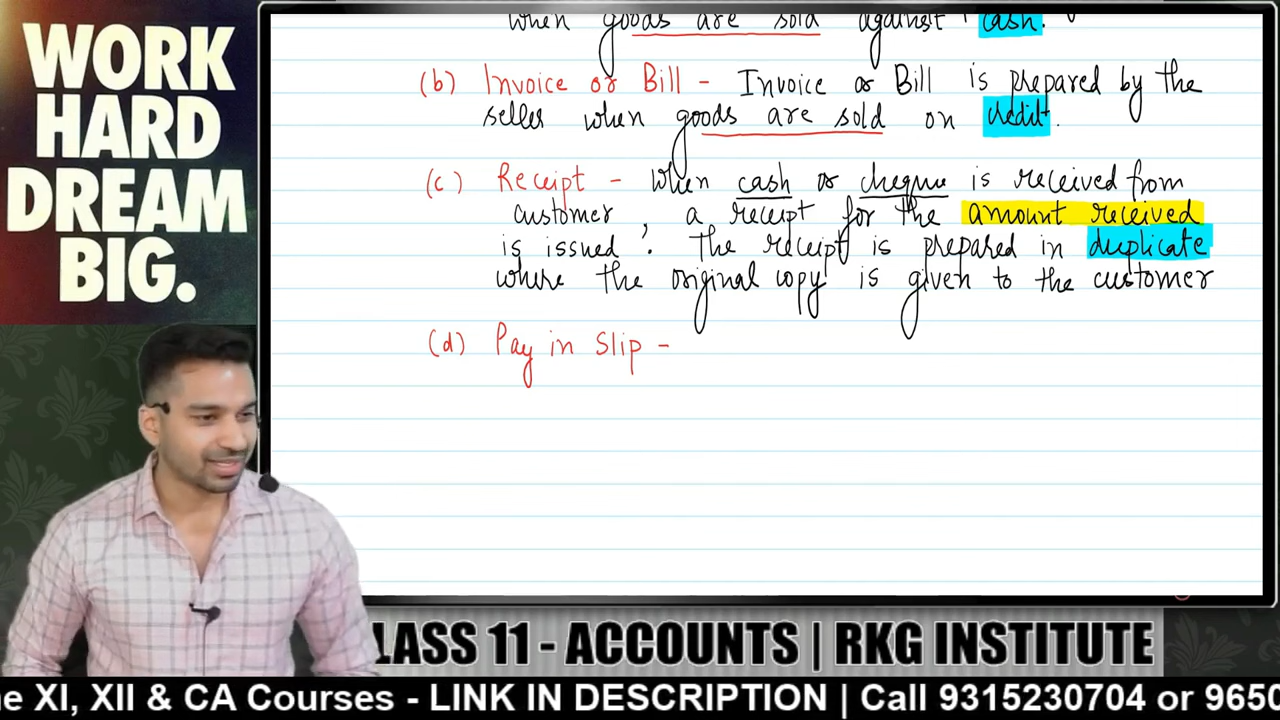 WORK
HARD
DREAM
BIG.
when goods are sold against cash.
(b) Invoice or Bill - Invoice or Bill is prepared by the
seller when goods are sold on credit.
(c) Receipt - When cash or cheque is received from
customer, a receipt for the amount received
is issued. The receipt is prepared in duplicate
where the original copy is given to the customer
(d) Pay in Slip -
LASS 11 - ACCOUNTS | RKG INSTITUTE
ne XI, XII & CA Courses - LINK IN DESCRIPTION | Call 9315230704 or 9650